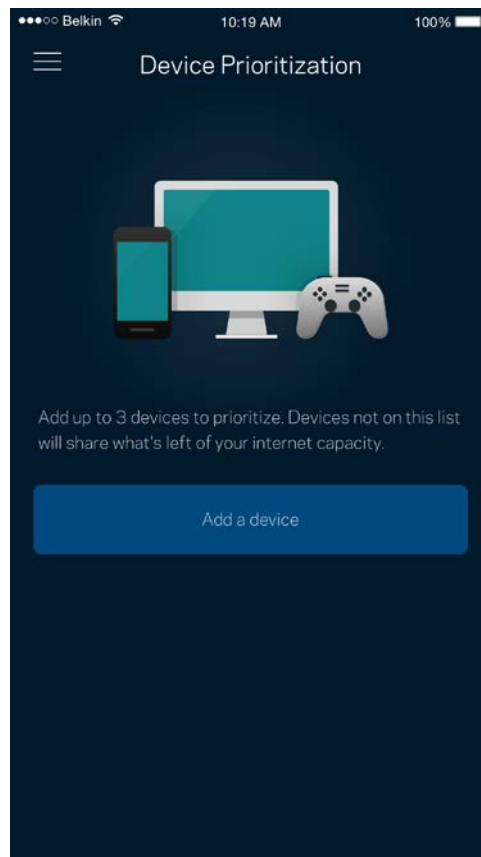 Belkin 10:19 AM 100%
Device Prioritization
Add up to 3 devices to prioritize. Devices not on this list
will share what's left of your internet capacity.
Add a device